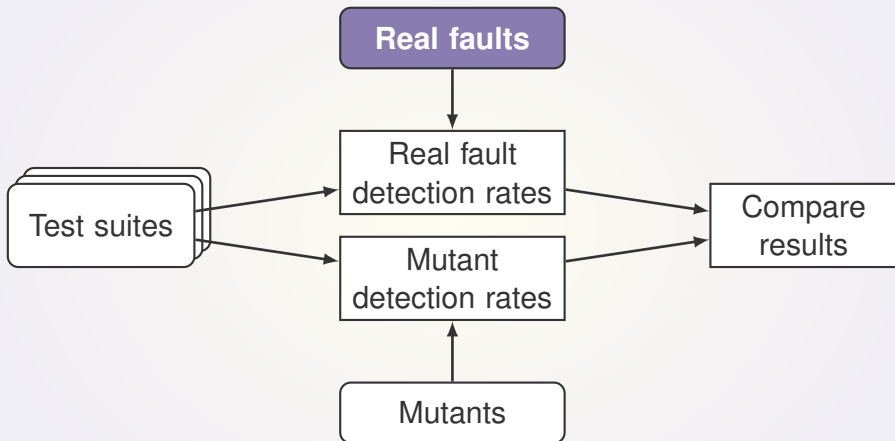 Real faults
Real fault
detection rates
Test suites
Compare
results
Mutant
detection rates
Mutants